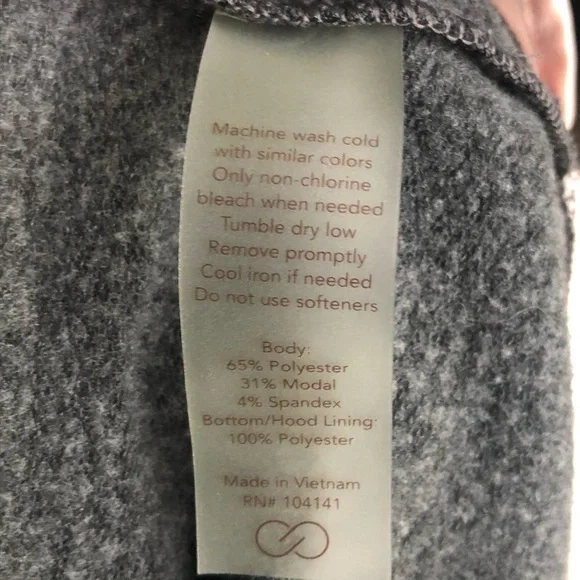 Machine wash cold
with similar colors
Only non-chlorine
bleach when needed
Tumble dry low
Remove promptly
Cool iron if needed
Do not use softeners
Body:
65% Polyester
31% Modal
4% Spandex
Bottom/Hood Lining:
100% Polyester
Made in Vietnam
RN# 104141